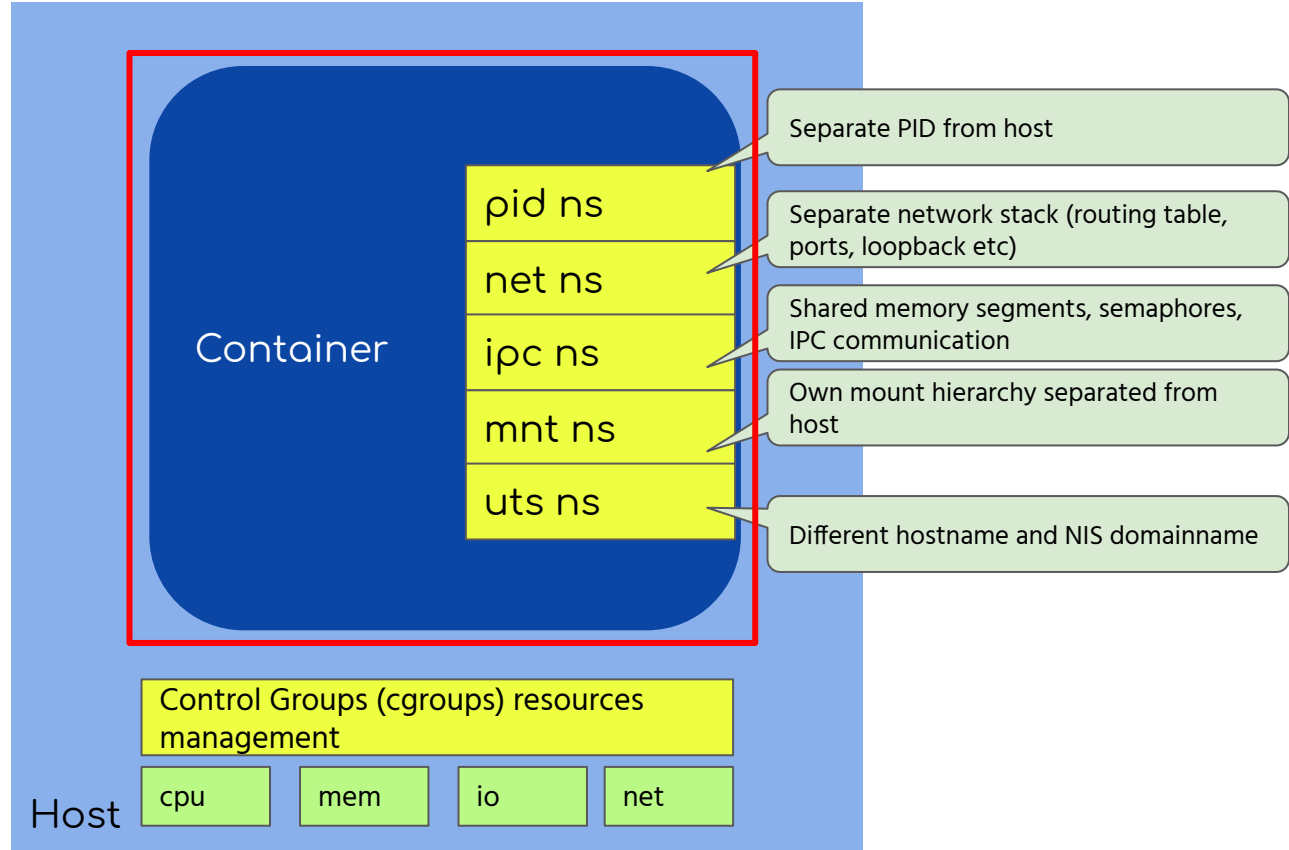 Separate PID from host
pid ns
Separate network stack (routing table,
ports, loopback etc)
net ns
Shared memory segments, semaphores,
IPC communication
Container
ipc ns
Own mount hierarchy separated from
host
mnt ns
uts ns
Different hostname and NIS domainname
Control Groups (cgroups) resources
management
cpu
mem
io
net
Host